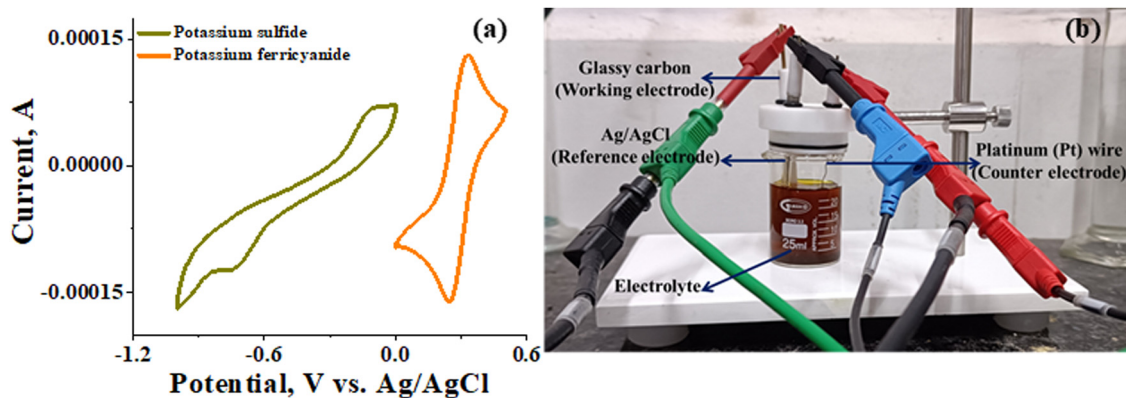 0.00015
0.00000
-0.00015
Current, A
Potassium sulfide
Potassium ferricyanide
(a)
-1.2
-0.6
0.0
0.6
Potential, V vs. Ag/AgCl
(b)
Glassy carbon
(Working electrode)
Ag/AgCl
(Reference electrode)
Platinum (Pt) wire
(Counter electrode)
Electrolyte
25ml